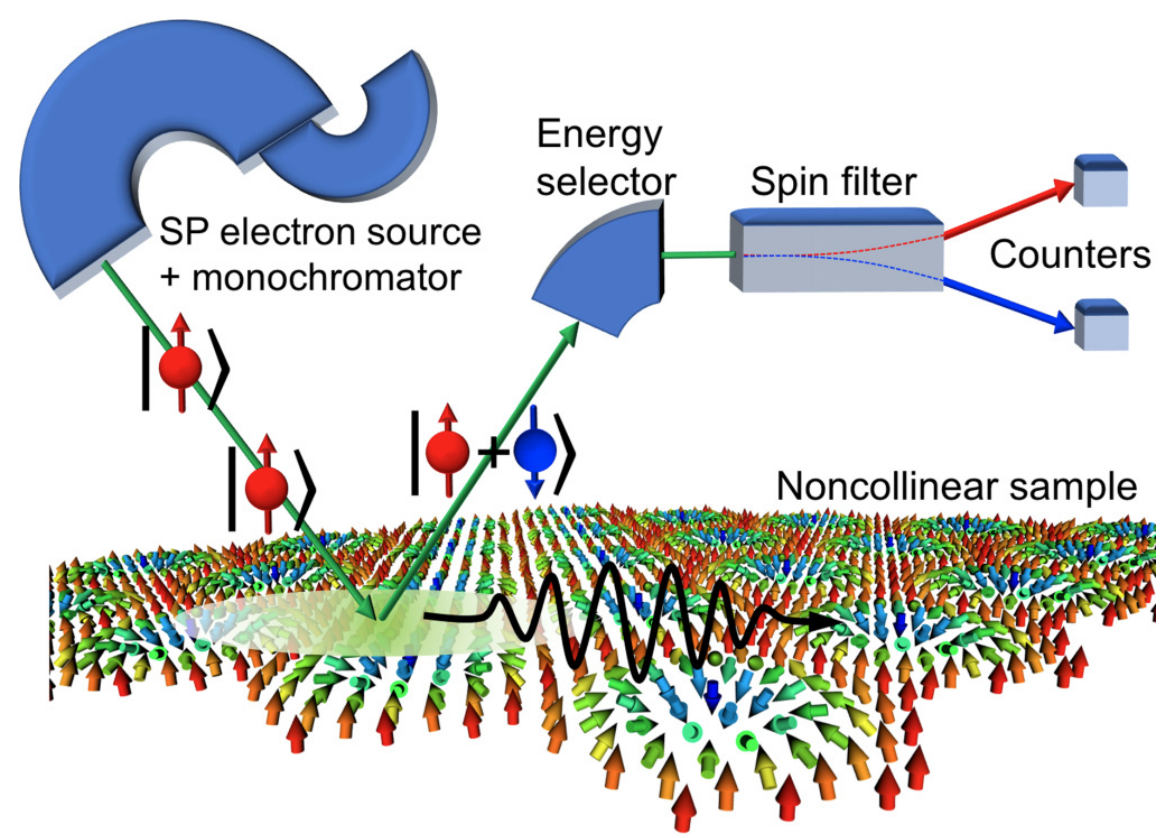 Energy
selector
Spin filter
SP electron source
+ monochromator
Counters
|+⟩
Noncollinear sample